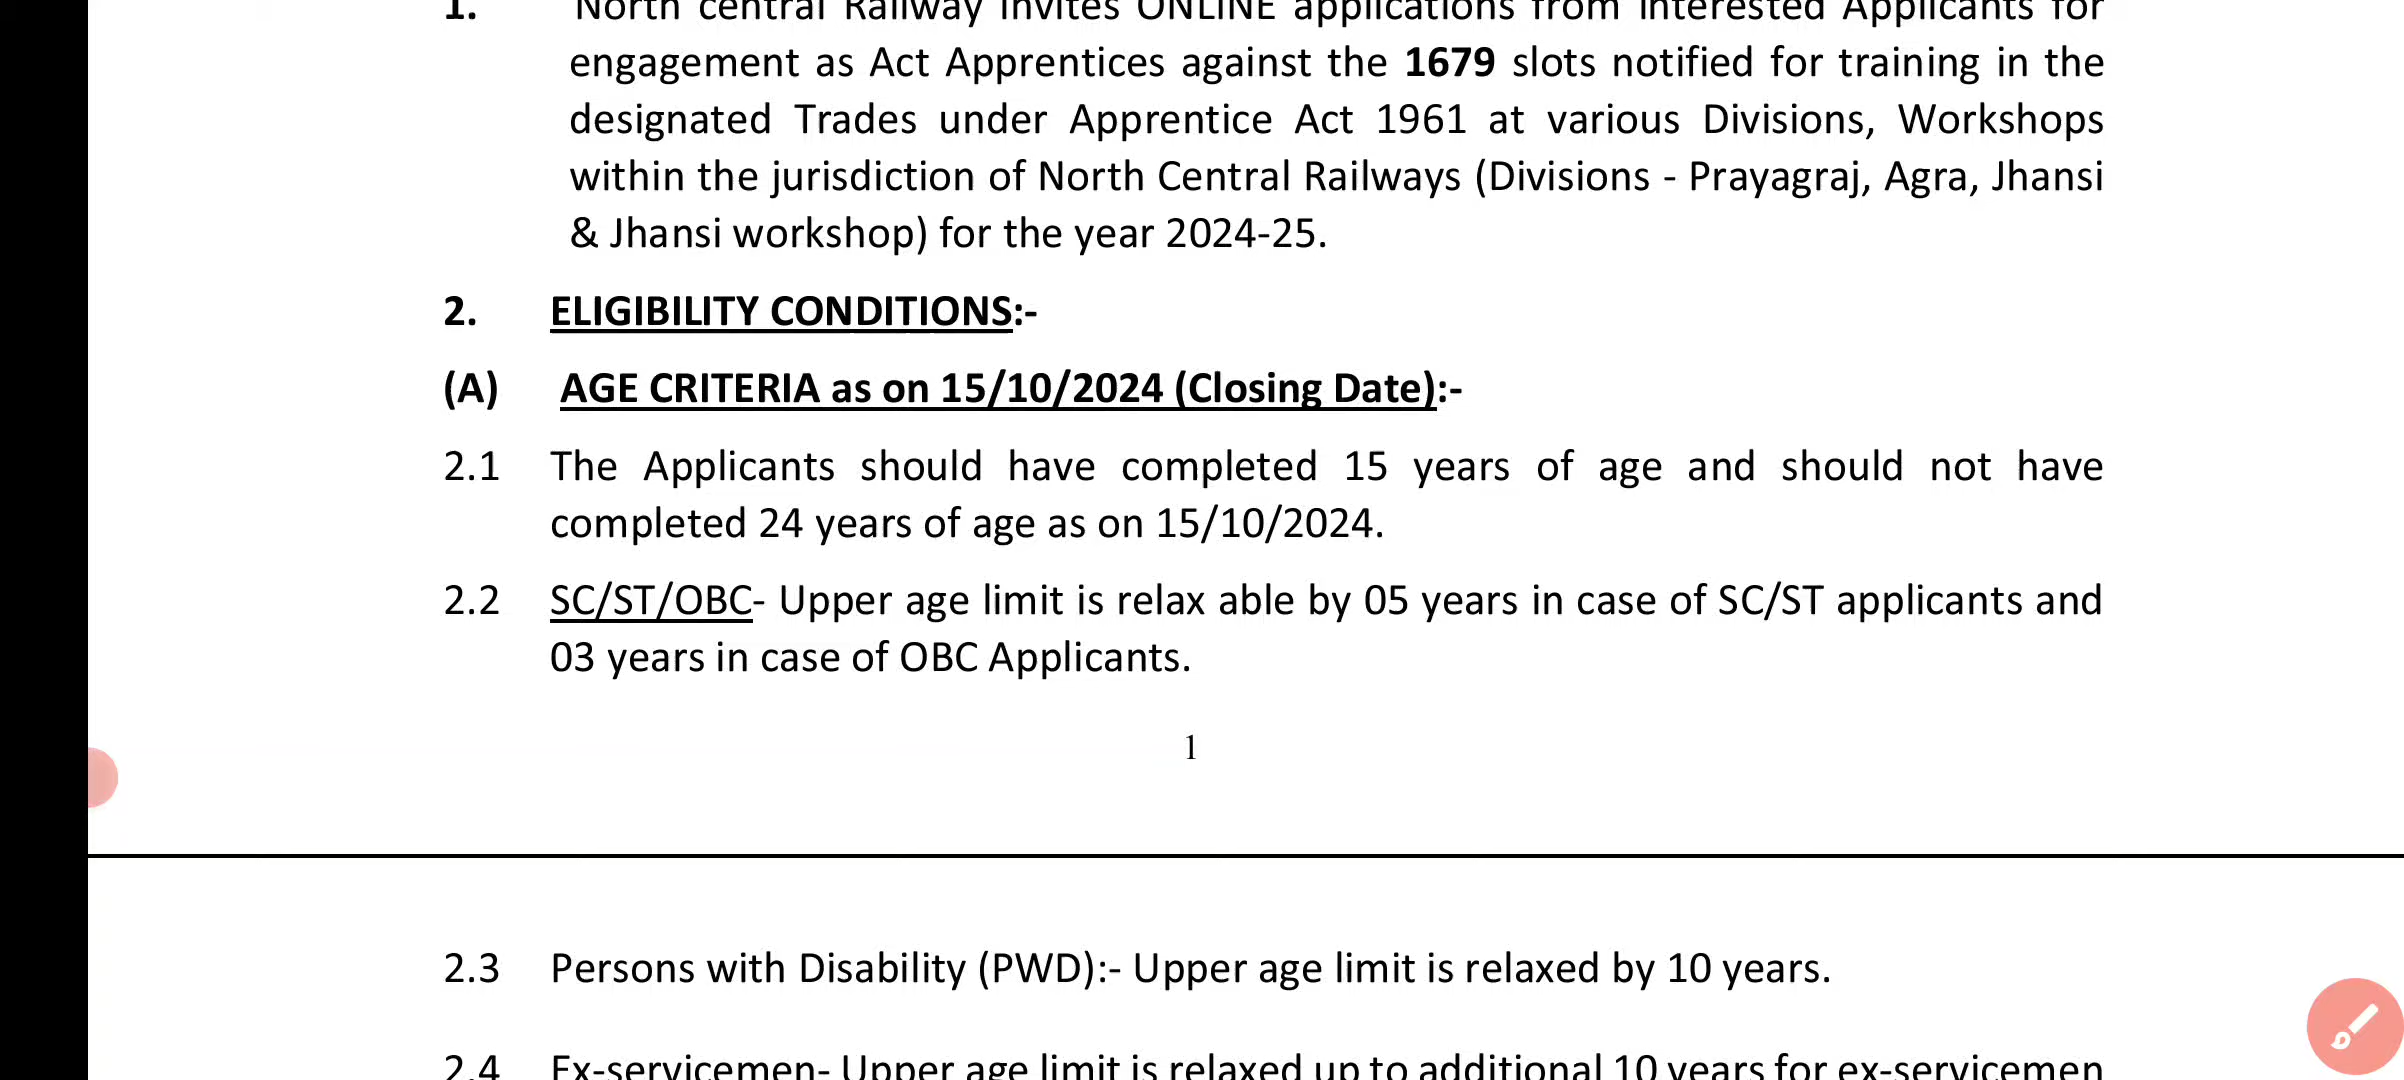 1. North central Railway invites ONLINE applications from interested Applicants for
engagement as Act Apprentices against the 1679 slots notified for training in the
designated Trades under Apprentice Act 1961 at various Divisions, Workshops
within the jurisdiction of North Central Railways (Divisions - Prayagraj, Agra, Jhansi
& Jhansi workshop) for the year 2024-25.
2. ELIGIBILITY CONDITIONS:-
(A) AGE CRITERIA as on 15/10/2024 (Closing Date):-
2.1 The Applicants should have completed 15 years of age and should not have
completed 24 years of age as on 15/10/2024.
2.2 SC/ST/OBC- Upper age limit is relax able by 05 years in case of SC/ST applicants and
03 years in case of OBC Applicants.
1
2.3 Persons with Disability (PWD):- Upper age limit is relaxed by 10 years.
2.4 Ex-servicemen- Upper age limit is relaxed up to additional 10 years for ex-servicemen